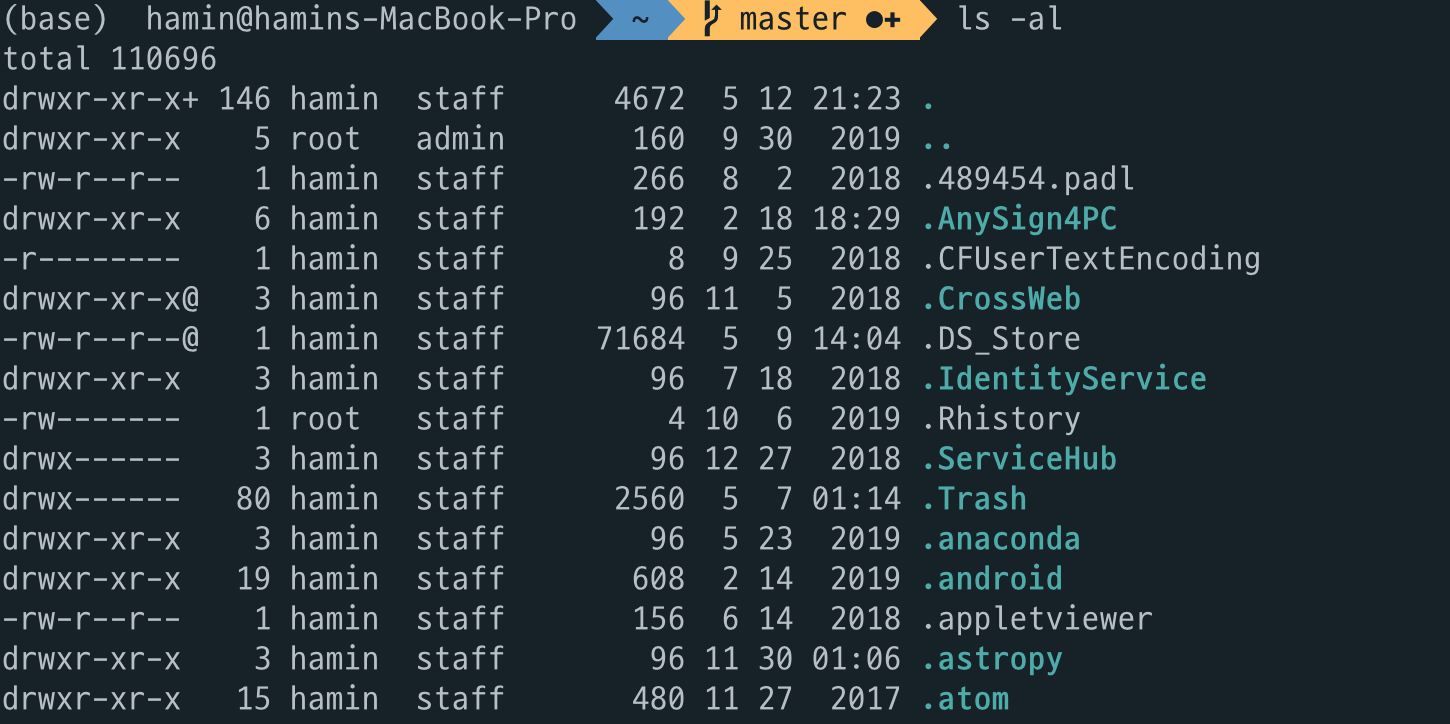 (base)  hamin@hamins-MacBook-Pro  ~  master ●+  ls -al
total 110696
drwxr-xr-x+ 146 hamin  staff      4672  5 12 21:23 .
drwxr-xr-x    5 root   admin       160  9 30  2019 ..
-rw-r--r--    1 hamin  staff       266  8  2  2018 .489454.padl
drwxr-xr-x    6 hamin  staff       192  2 18 18:29 .AnySign4PC
-r--------    1 hamin  staff         8  9 25  2018 .CFUserTextEncoding
drwxr-xr-x@   3 hamin  staff        96 11  5  2018 .CrossWeb
-rw-r--r--@   1 hamin  staff     71684  5  9 14:04 .DS_Store
drwxr-xr-x    3 hamin  staff        96  7 18  2018 .IdentityService
-rw-------    1 root   staff         4 10  6  2019 .Rhistory
drwx------    3 hamin  staff        96 12 27  2018 .ServiceHub
drwx------   80 hamin  staff      2560  5  7 01:14 .Trash
drwxr-xr-x    3 hamin  staff        96  5 23  2019 .anaconda
drwxr-xr-x   19 hamin  staff       608  2 14  2019 .android
-rw-r--r--    1 hamin  staff       156  6 14  2018 .appletviewer
drwxr-xr-x    3 hamin  staff        96 11 30 01:06 .astropy
drwxr-xr-x   15 hamin  staff       480 11 27  2017 .atom